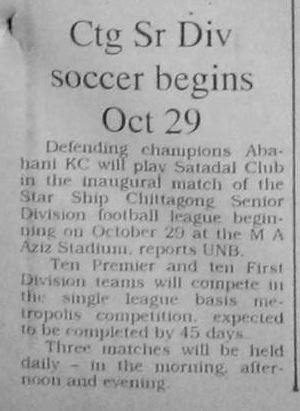 Ctg Sr Div
soccer begins
Oct 29
Defending champions Aba-
hani KC will play Satadal Club
in the inaugural match of the
Star Ship Chittagong Senior
Division football league begin-
ning on October 29 at the M A
Aziz Stadium, reports UNB.
Ten Premier and ten First
Division teams will compete in
the single league basis me-
tropolis competition, expected
to be completed by 45 days.
Three matches will be held
daily – in the morning, after-
noon and evening.